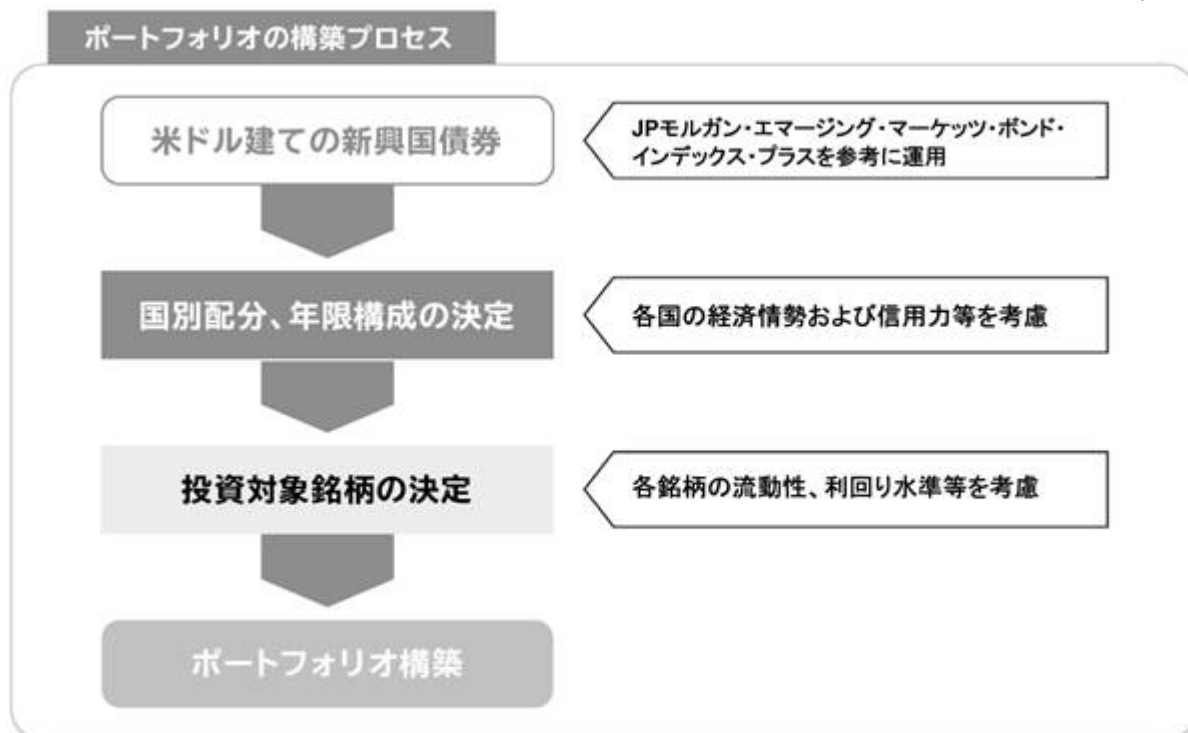 ポートフォリオの構築プロセス
米ドル建ての新興国債券
JPモルガン・エマージング・マーケッツ・ボンド・
インデックス・プラスを参考に運用
国別配分、年限構成の決定
各国の経済情勢および信用力等を考慮
投資対象銘柄の決定
各銘柄の流動性、利回り水準等を考慮
ポートフォリオ構築